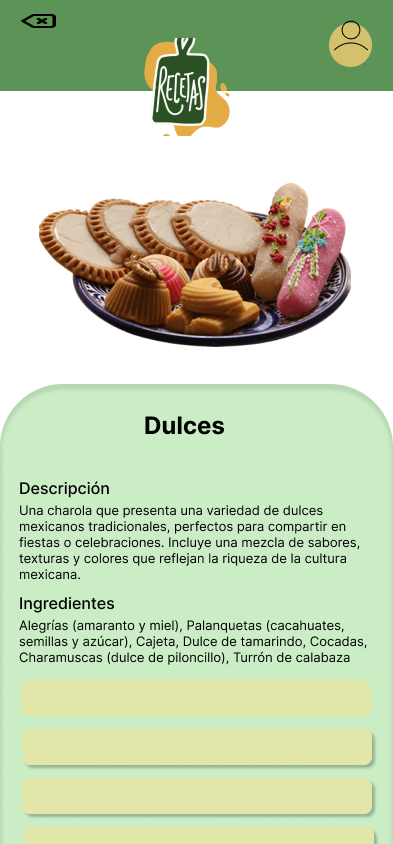 RECETAS
Dulces
Descripción
Una charola que presenta una variedad de dulces
mexicanos tradicionales, perfectos para compartir en
fiestas o celebraciones. Incluye una mezcla de sabores,
texturas y colores que reflejan la riqueza de la cultura
mexicana.
Ingredientes
Alegrías (amaranto y miel), Palanquetas (cacahuates,
semillas y azúcar), Cajeta, Dulce de tamarindo, Cocadas,
Charamuscas (dulce de piloncillo), Turrón de calabaza